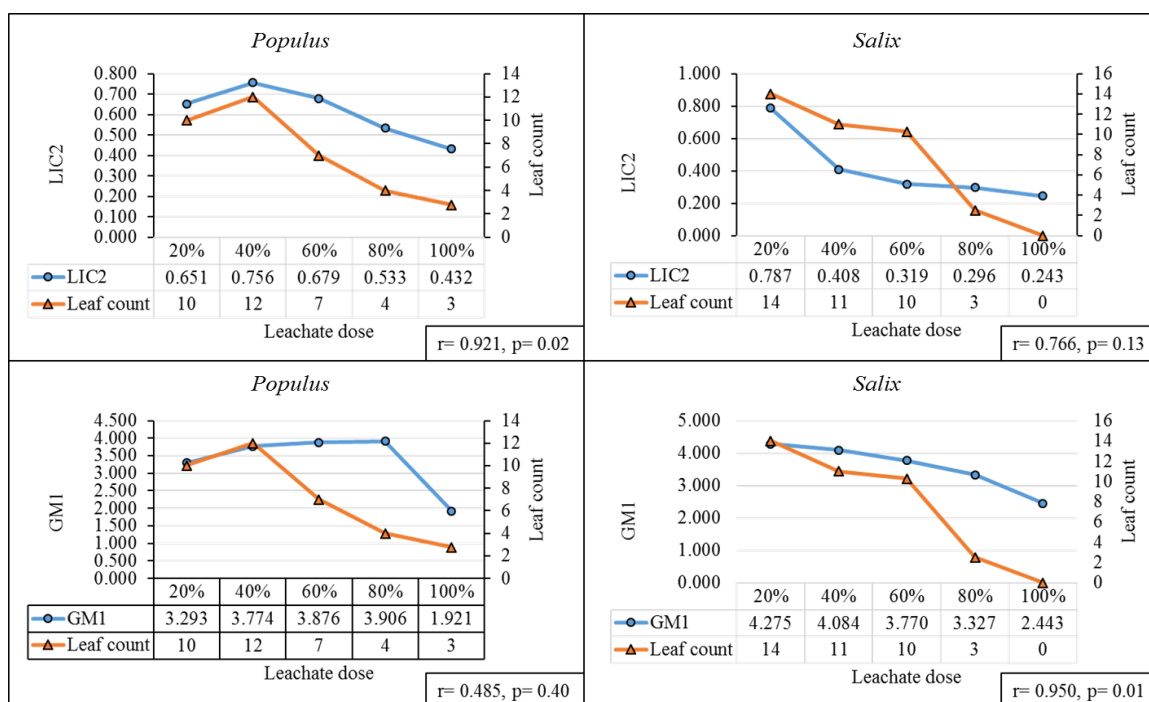 Populus
0.800 14
0.700 12
0.600 10
0.500 8
0.400 6
0.300 4
0.200 2
0.100 0
0.000
LIC2
Leaf count
20% 40% 60% 80% 100%
LIC2 0.651 0.756 0.679 0.533 0.432
Leaf count 10 12 7 4 3
Leachate dose
r= 0.921, p= 0.02
Salix
1.000 16
0.800 14
0.600 12
0.400 10
0.200 8
0.000 6
4
2
0
LIC2
Leaf count
20% 40% 60% 80% 100%
LIC2 0.787 0.408 0.319 0.296 0.243
Leaf count 14 11 10 3 0
Leachate dose
r= 0.766, p= 0.13
Populus
4.500 14
4.000 12
3.500 10
3.000 8
2.500 6
2.000 4
1.500 2
1.000 0
0.500
0.000
GM1
Leaf count
20% 40% 60% 80% 100%
GM1 3.293 3.774 3.876 3.906 1.921
Leaf count 10 12 7 4 3
Leachate dose
r= 0.485, p= 0.40
Salix
5.000 16
4.000 14
3.000 12
2.000 10
1.000 8
0.000 6
4
2
0
GM1
Leaf count
20% 40% 60% 80% 100%
GM1 4.275 4.084 3.770 3.327 2.443
Leaf count 14 11 10 3 0
Leachate dose
r= 0.950, p= 0.01